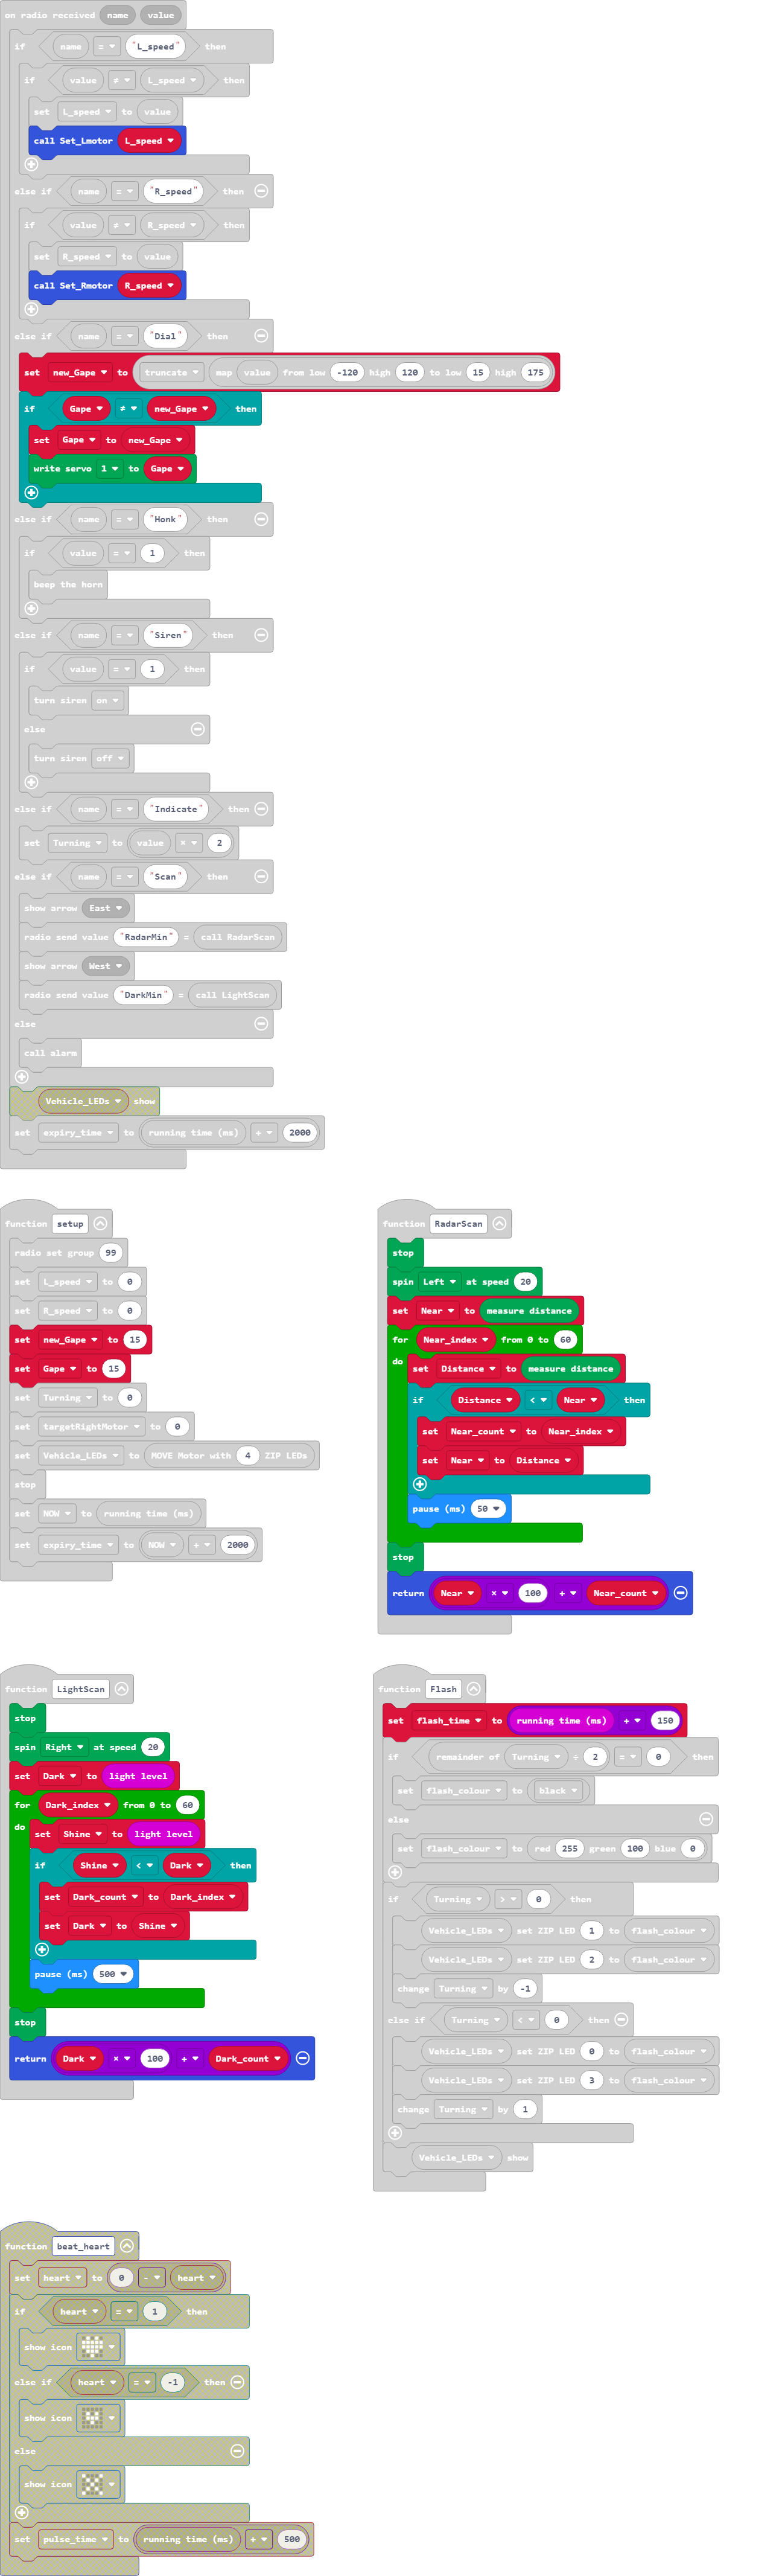 on radio received name value
if name = "L_speed" then
if value ≠ L_speed then
set L_speed to value
call Set_Lmotor L_speed
else if name = "R_speed" then
if value ≠ R_speed then
set R_speed to value
call Set_Rmotor R_speed
else if name = "Dial" then
set new_Gape to truncate map value from low -120 high 120 to low 15 high 175
if Gape ≠ new_Gape then
set Gape to new_Gape
write servo 1 to Gape
else if name = "Honk" then
if value = 1 then
beep the horn
else if name = "Siren" then
if value = 1 then
turn siren on
else
turn siren off
else if name = "Indicate" then
set Turning to value × 2
else if name = "Scan" then
show arrow East
radio send value "RadarMin" = call RadarScan
show arrow West
radio send value "DarkMin" = call LightScan
else
call alarm
Vehicle_LEDs show
set expiry_time to running time (ms) + 2000
function setup
radio set group 99
set L_speed to 0
set R_speed to 0
set new_Gape to 15
set Gape to 15
set Turning to 0
set targetRightMotor to 0
set Vehicle_LEDs to MOVE Motor with 4 ZIP LEDs
stop
set NOW to running time (ms)
set expiry_time to NOW + 2000
function RadarScan
stop
spin Left at speed 20
set Near to measure distance
for Near_index from 0 to 60
do set Distance to measure distance
if Distance < Near then
set Near_count to Near_index
set Near to Distance
pause (ms) 50
stop
return Near × 100 + Near_count
function LightScan
stop
spin Right at speed 20
set Dark to light level
for Dark_index from 0 to 60
do set Shine to light level
if Shine < Dark then
set Dark_count to Dark_index
set Dark to Shine
pause (ms) 500
stop
return Dark × 100 + Dark_count
function Flash
set flash_time to running time (ms) + 150
if remainder of Turning ÷ 2 = 0 then
set flash_colour to black
else
set flash_colour to red 255 green 100 blue 0
if Turning > 0 then
Vehicle_LEDs set ZIP LED 1 to flash_colour
Vehicle_LEDs set ZIP LED 2 to flash_colour
change Turning by -1
else if Turning < 0 then
Vehicle_LEDs set ZIP LED 0 to flash_colour
Vehicle_LEDs set ZIP LED 3 to flash_colour
change Turning by 1
Vehicle_LEDs show
function beat_heart
set heart to 0 - heart
if heart = 1 then
show icon
else if heart = -1 then
show icon
else
show icon
set pulse_time to running time (ms) + 500